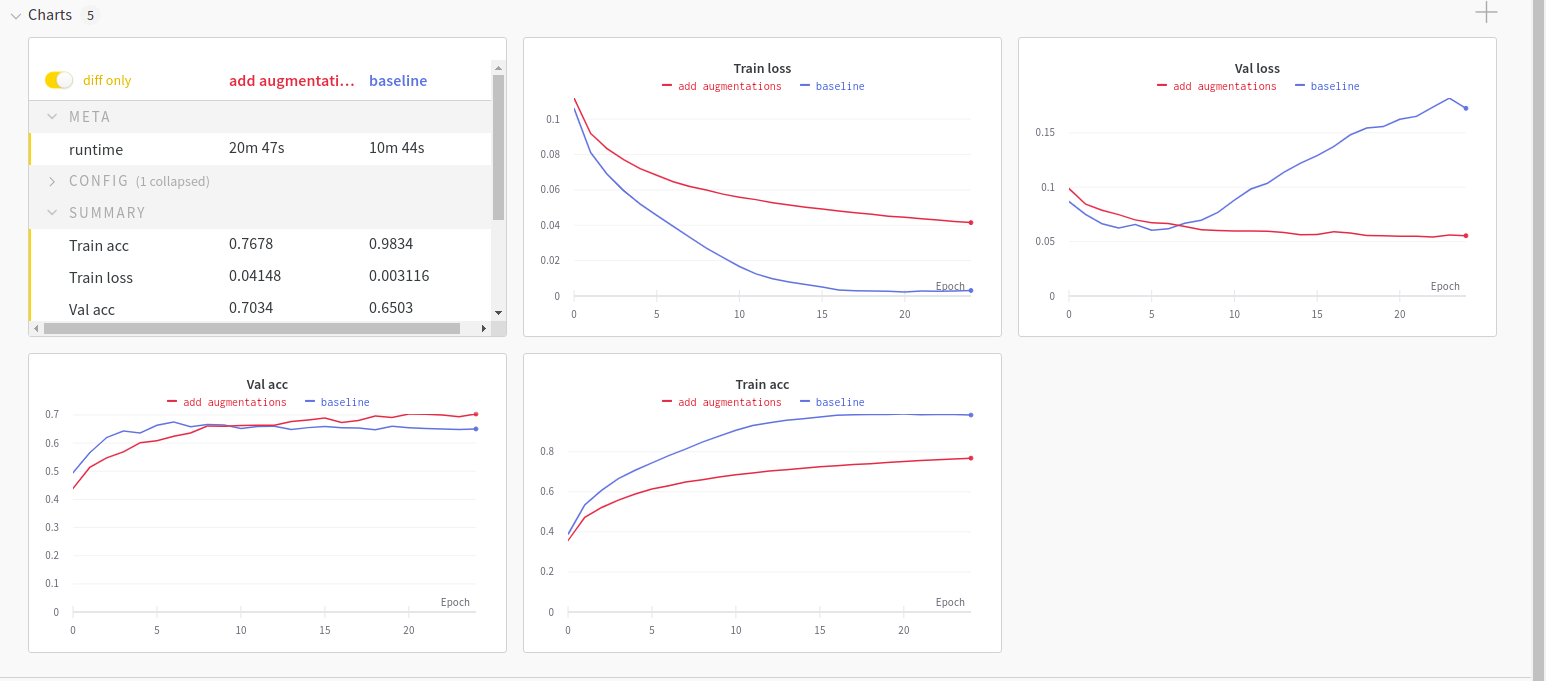 Charts 5
diff only add augmentati... baseline
META
runtime 20m 47s 10m 44s
CONFIG (1 collapsed)
SUMMARY
Train acc 0.7678 0.9834
Train loss 0.04148 0.003116
Val acc 0.7034 0.6503
Train loss
add augmentations baseline
0.1
0.08
0.06
0.04
0.02
0
Epoch
0 5 10 15 20
Val loss
add augmentations baseline
0.15
0.1
0.05
0
Epoch
0 5 10 15 20
Val acc
add augmentations baseline
0.7
0.6
0.5
0.4
0.3
0.2
0.1
0
Epoch
0 5 10 15 20
Train acc
add augmentations baseline
0.8
0.6
0.4
0.2
0
Epoch
0 5 10 15 20